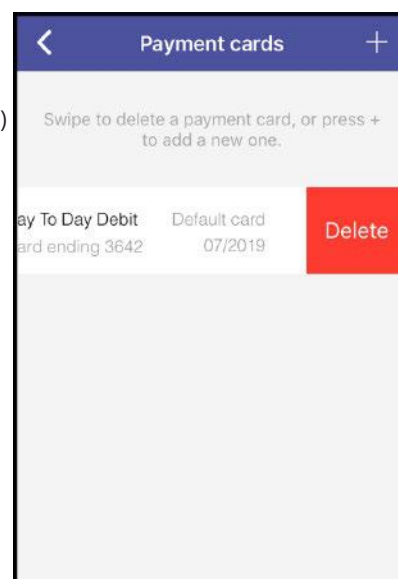 Payment cards +
)
Swipe to delete a payment card, or press +
to add a new one.
ay To Day Debit Default card Delete
ard ending 3642 07/2019